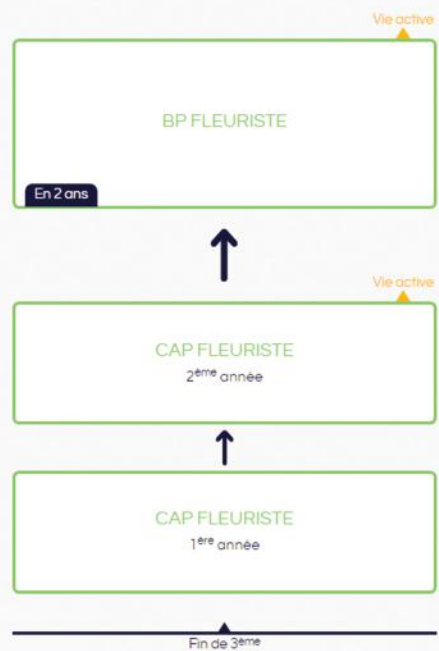 Vie active
BP FLEURISTE
En 2 ans
Vie active
CAP FLEURISTE
2ème année
CAP FLEURISTE
1ère année
Fin de 3ème